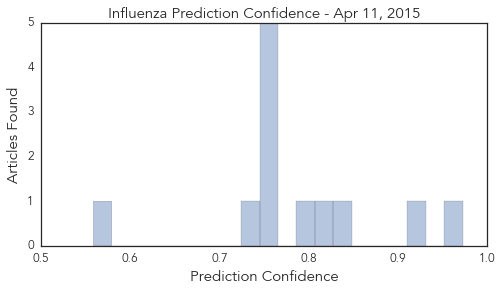 Influenza Prediction Confidence - Apr 11, 2015
Articles Found
5
4
3
2
1
0
0.5 0.6 0.7 0.8 0.9 1.0
Prediction Confidence